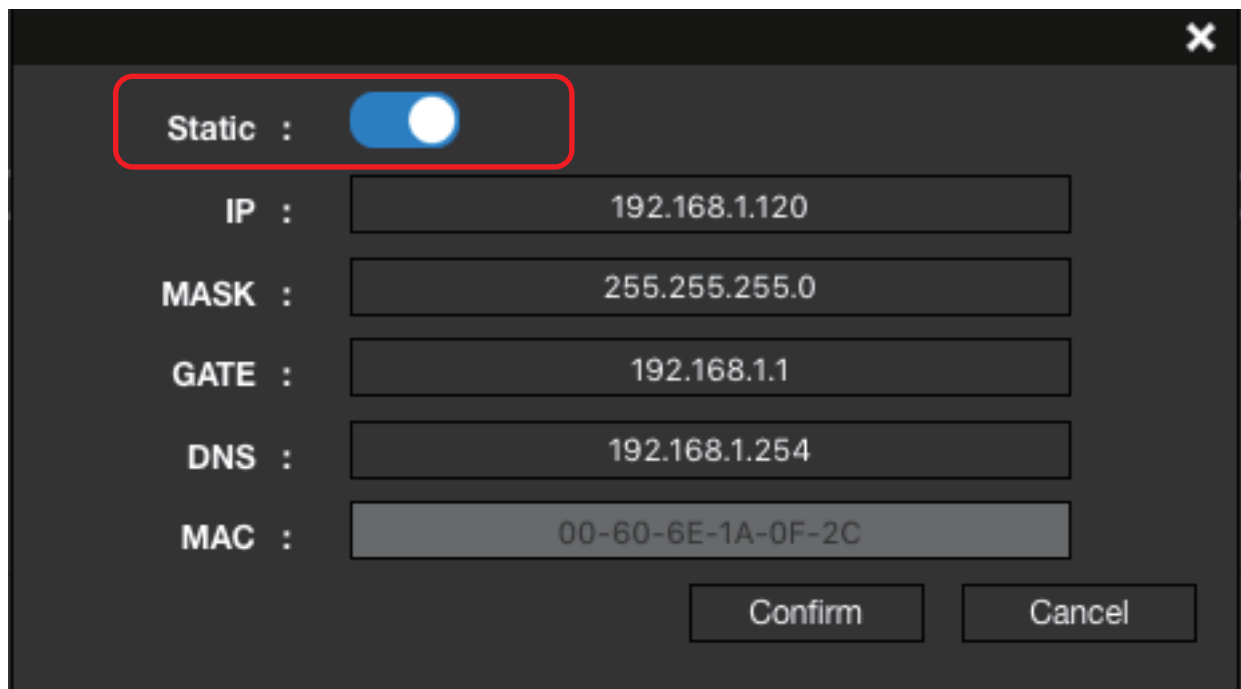 Static :
IP : 192.168.1.120
MASK : 255.255.255.0
GATE : 192.168.1.1
DNS : 192.168.1.254
MAC : 00-60-6E-1A-0F-2C
Confirm Cancel